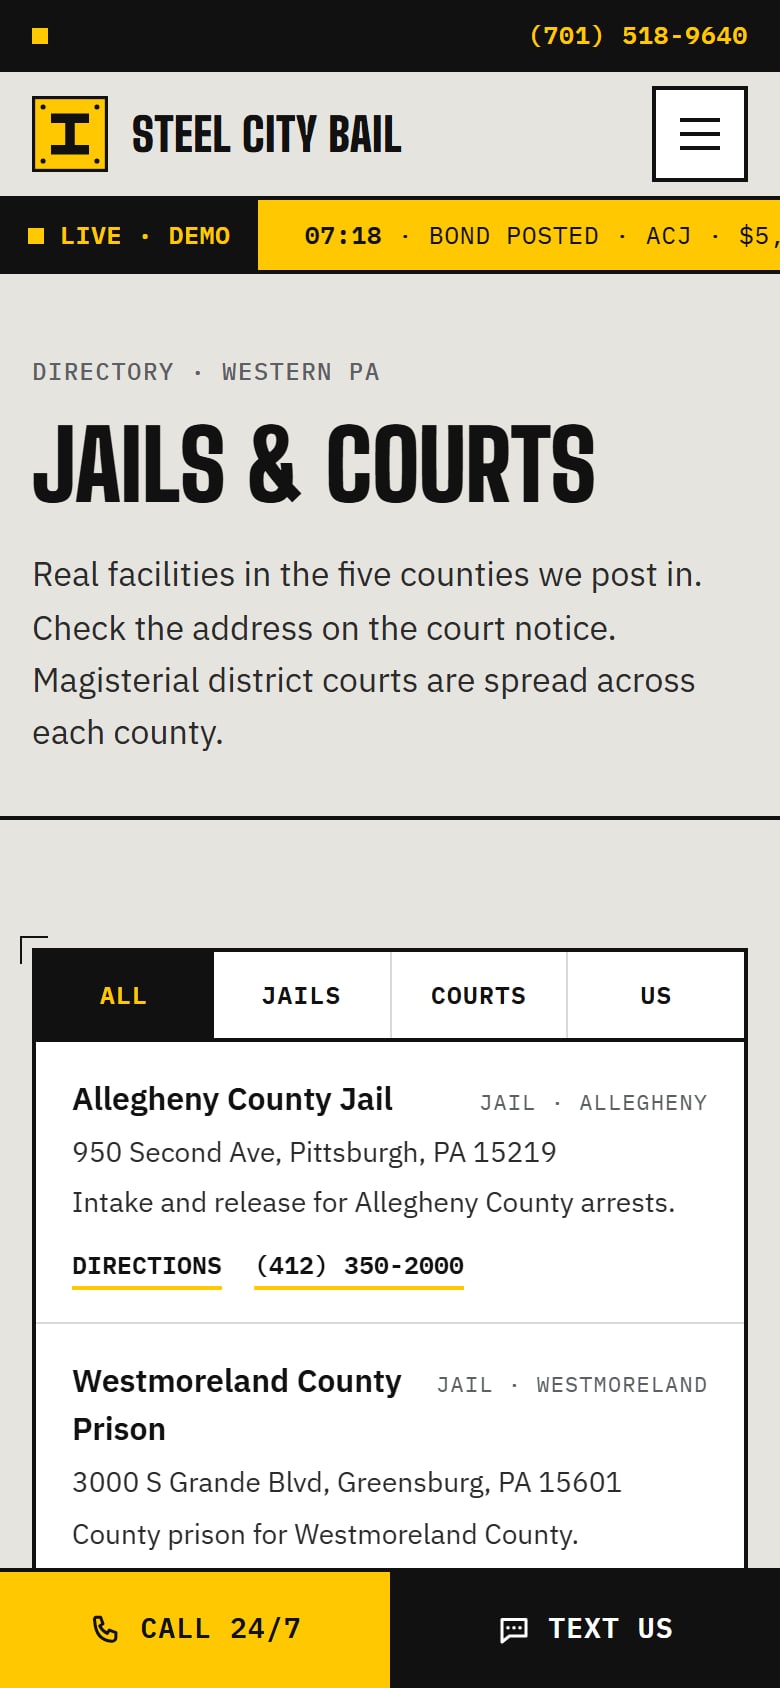 (701) 518-9640
STEEL CITY BAIL
LIVE · DEMO
07:18 · BOND POSTED · ACJ · $5,
DIRECTORY · WESTERN PA
JAILS & COURTS
Real facilities in the five counties we post in.
Check the address on the court notice.
Magisterial district courts are spread across
each county.
ALL JAILS COURTS US
Allegheny County Jail JAIL · ALLEGHENY
950 Second Ave, Pittsburgh, PA 15219
Intake and release for Allegheny County arrests.
DIRECTIONS (412) 350-2000
Westmoreland County JAIL · WESTMORELAND
Prison
3000 S Grande Blvd, Greensburg, PA 15601
County prison for Westmoreland County.
CALL 24/7 TEXT US